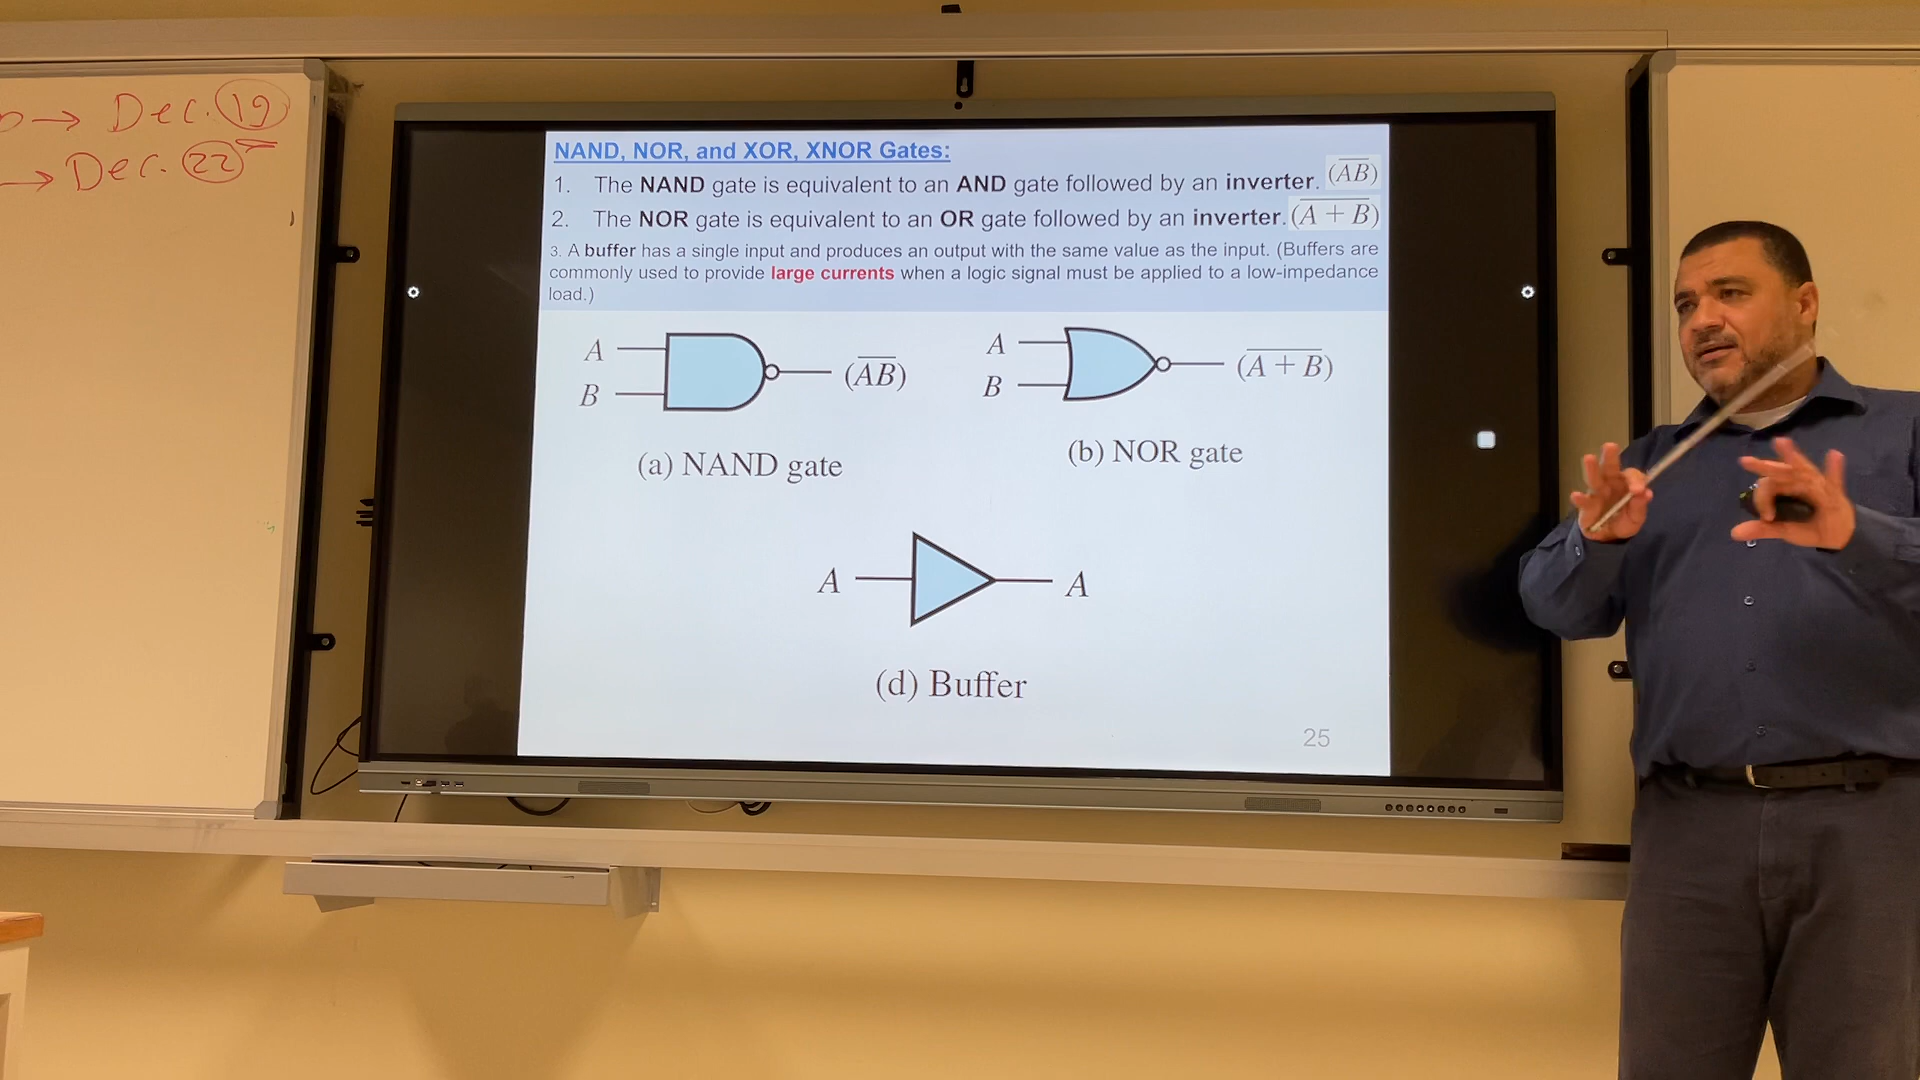 → Dec. 19
→ Dec. 22
NAND, NOR, and XOR, XNOR Gates:
1. The NAND gate is equivalent to an AND gate followed by an inverter. (A̅B̅)
2. The NOR gate is equivalent to an OR gate followed by an inverter. (A̅ ̅+̅ ̅B̅)
3. A buffer has a single input and produces an output with the same value as the input. (Buffers are
commonly used to provide large currents when a logic signal must be applied to a low-impedance
load.)
A
B
(A̅B̅)
(a) NAND gate
A
B
(A̅ ̅+̅ ̅B̅)
(b) NOR gate
A
A
(d) Buffer
25